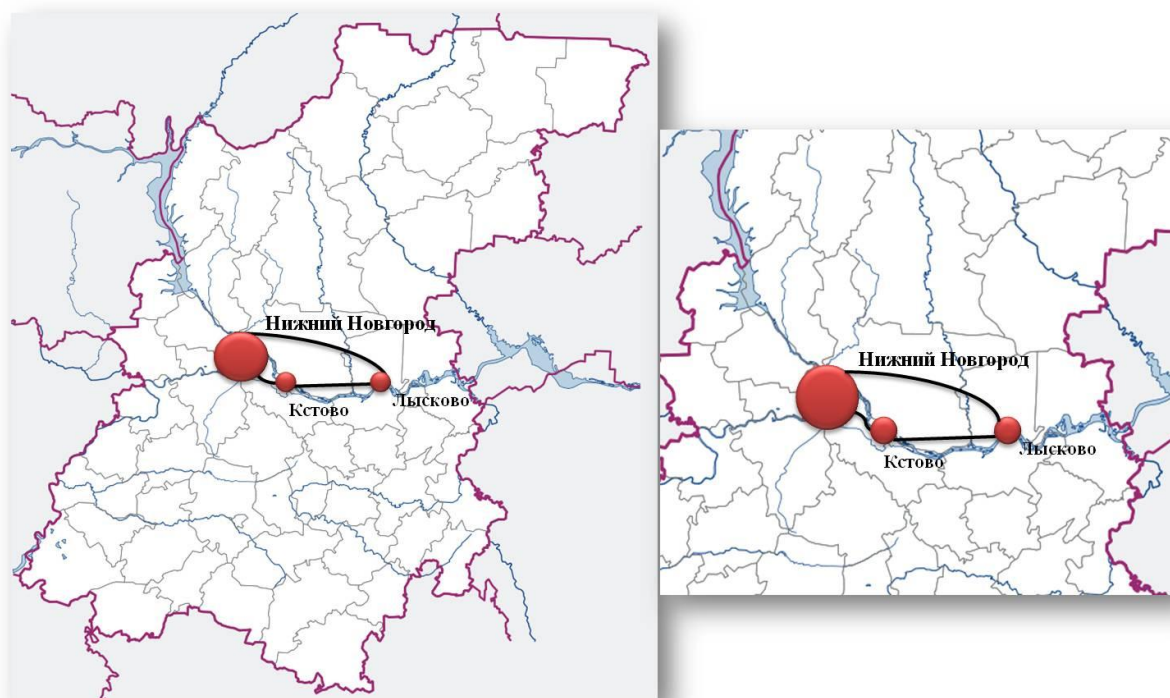 Нижний Новгород
Кстово
Лысково
Нижний Новгород
Кстово
Лысково